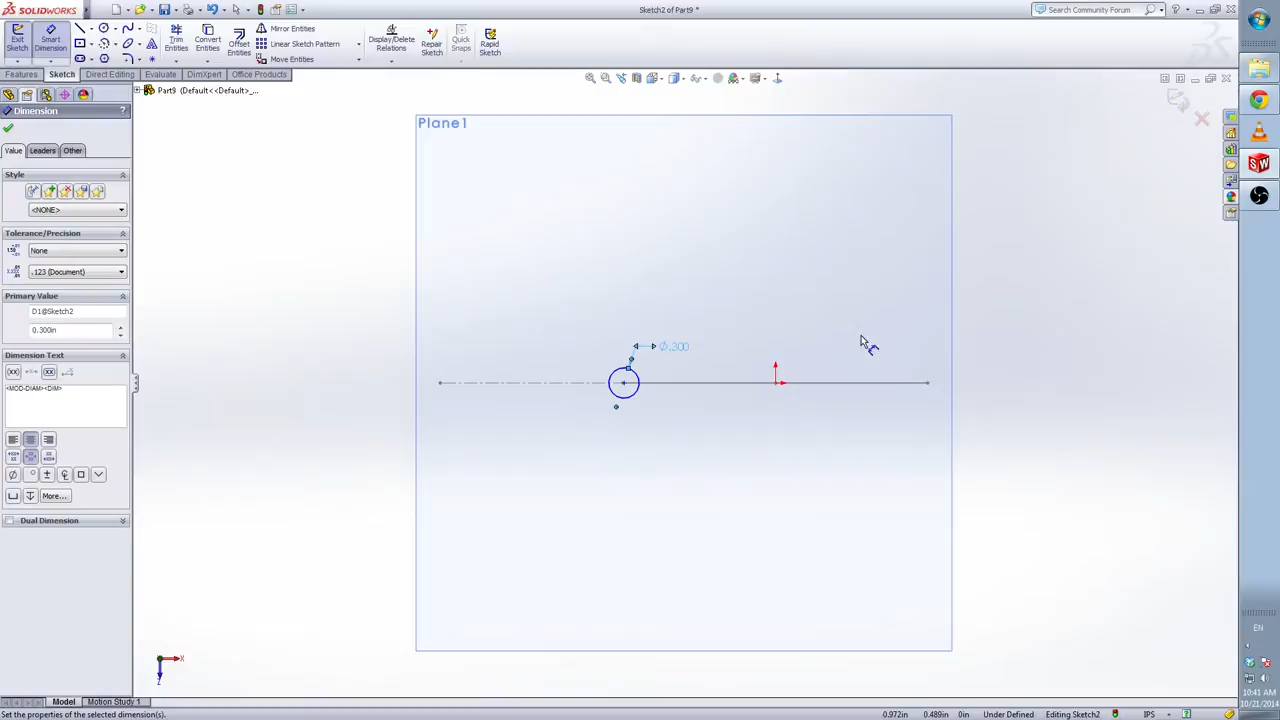 SOLIDWORKS
Sketch2 of Part9 *
Search Community Forum
Exit Sketch
Smart Dimension
Trim Entities
Convert Entities
Offset Entities
Mirror Entities
Linear Sketch Pattern
Move Entities
Display/Delete Relations
Repair Sketch
Quick Snaps
Rapid Sketch
Features
Sketch
Direct Editing
Evaluate
DimXpert
Office Products
Part9 (Default<<Default>_...
Dimension
?
Value
Leaders
Other
Style
<NONE>
Tolerance/Precision
None
.123 (Document)
Primary Value
D1@Sketch2
0.300in
Dimension Text
<MOD-DIAM><DIM>
More...
Dual Dimension
Plane1
Ø.300
X
Z
Model
Motion Study 1
Set the properties of the selected dimension(s).
0.972in
0.489in
0in
Under Defined
Editing Sketch2
IPS
EN
10:41 AM
10/21/2014